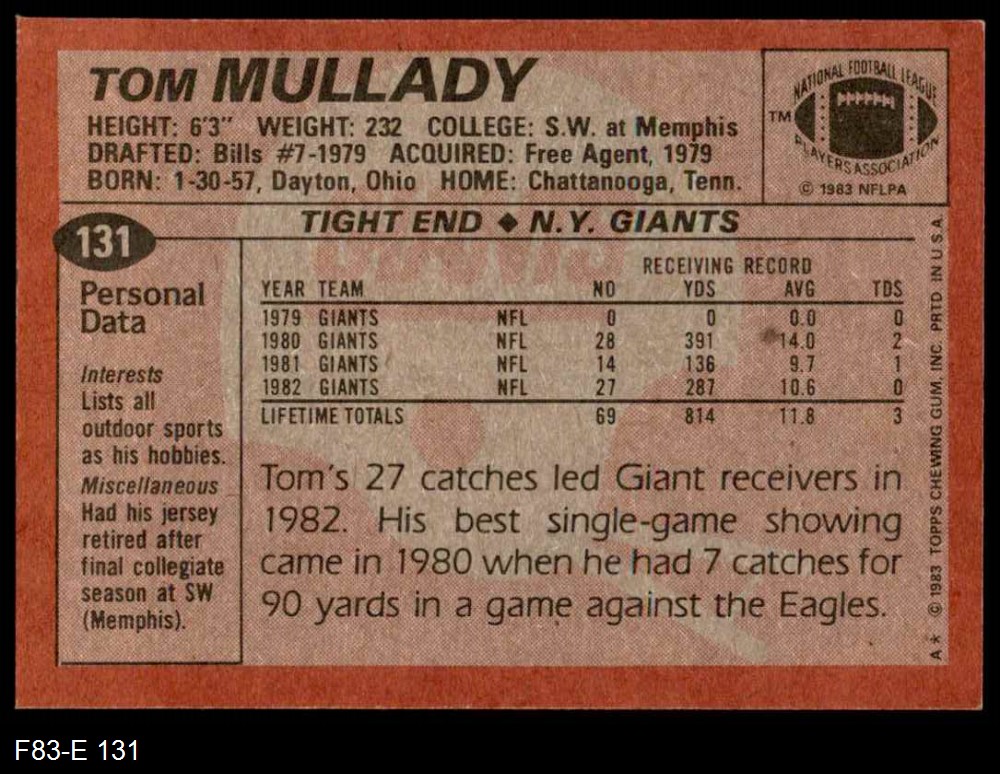 TOM MULLADY
HEIGHT: 6'3" WEIGHT: 232 COLLEGE: S.W. at Memphis
DRAFTED: Bills #7-1979 ACQUIRED: Free Agent, 1979
BORN: 1-30-57, Dayton, Ohio HOME: Chattanooga, Tenn.
NATIONAL FOOTBALL LEAGUE
TM
PLAYERS ASSOCIATION
© 1983 NFLPA
TIGHT END ◆ N.Y. GIANTS
131
Personal
Data
Interests
Lists all
outdoor sports
as his hobbies.
Miscellaneous
Had his jersey
retired after
final collegiate
season at SW
(Memphis).
RECEIVING RECORD
YEAR TEAM NO YDS AVG TDS
1979 GIANTS NFL 0 0 0.0 0
1980 GIANTS NFL 28 391 14.0 2
1981 GIANTS NFL 14 136 9.7 1
1982 GIANTS NFL 27 287 10.6 0
LIFETIME TOTALS 69 814 11.8 3
Tom's 27 catches led Giant receivers in
1982. His best single-game showing
came in 1980 when he had 7 catches for
90 yards in a game against the Eagles.
A* © 1983 TOPPS CHEWING GUM, INC. PRTD IN U.S.A.
F83-E 131